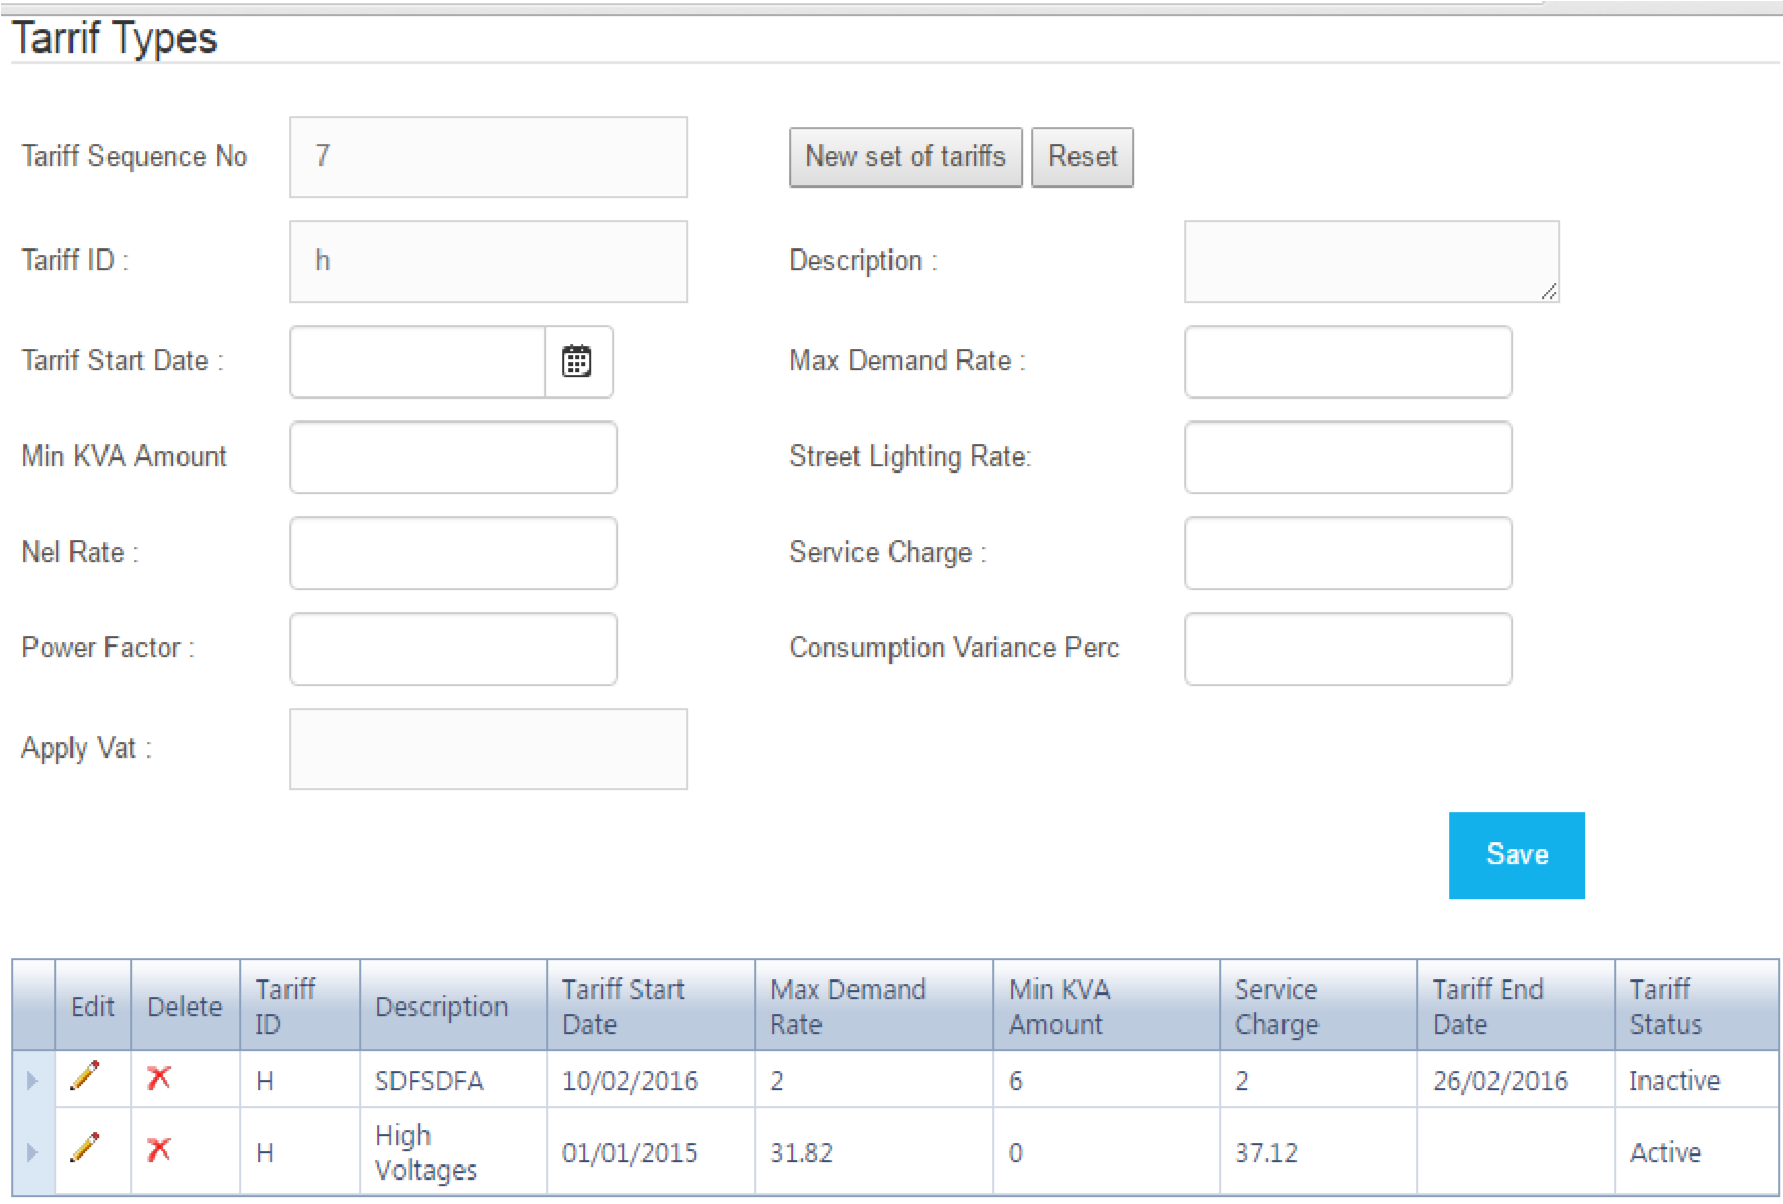 Tarrif Types
Tariff Sequence No 7 New set of tariffs Reset
Tariff ID : h Description :
Tarrif Start Date : Max Demand Rate :
Min KVA Amount Street Lighting Rate:
Nel Rate : Service Charge :
Power Factor : Consumption Variance Perc
Apply Vat :
Save
Edit Delete Tariff ID Description Tariff Start Date Max Demand Rate Min KVA Amount Service Charge Tariff End Date Tariff Status
H SDFSDFA 10/02/2016 2 6 2 26/02/2016 Inactive
H High Voltages 01/01/2015 31.82 0 37.12 Active